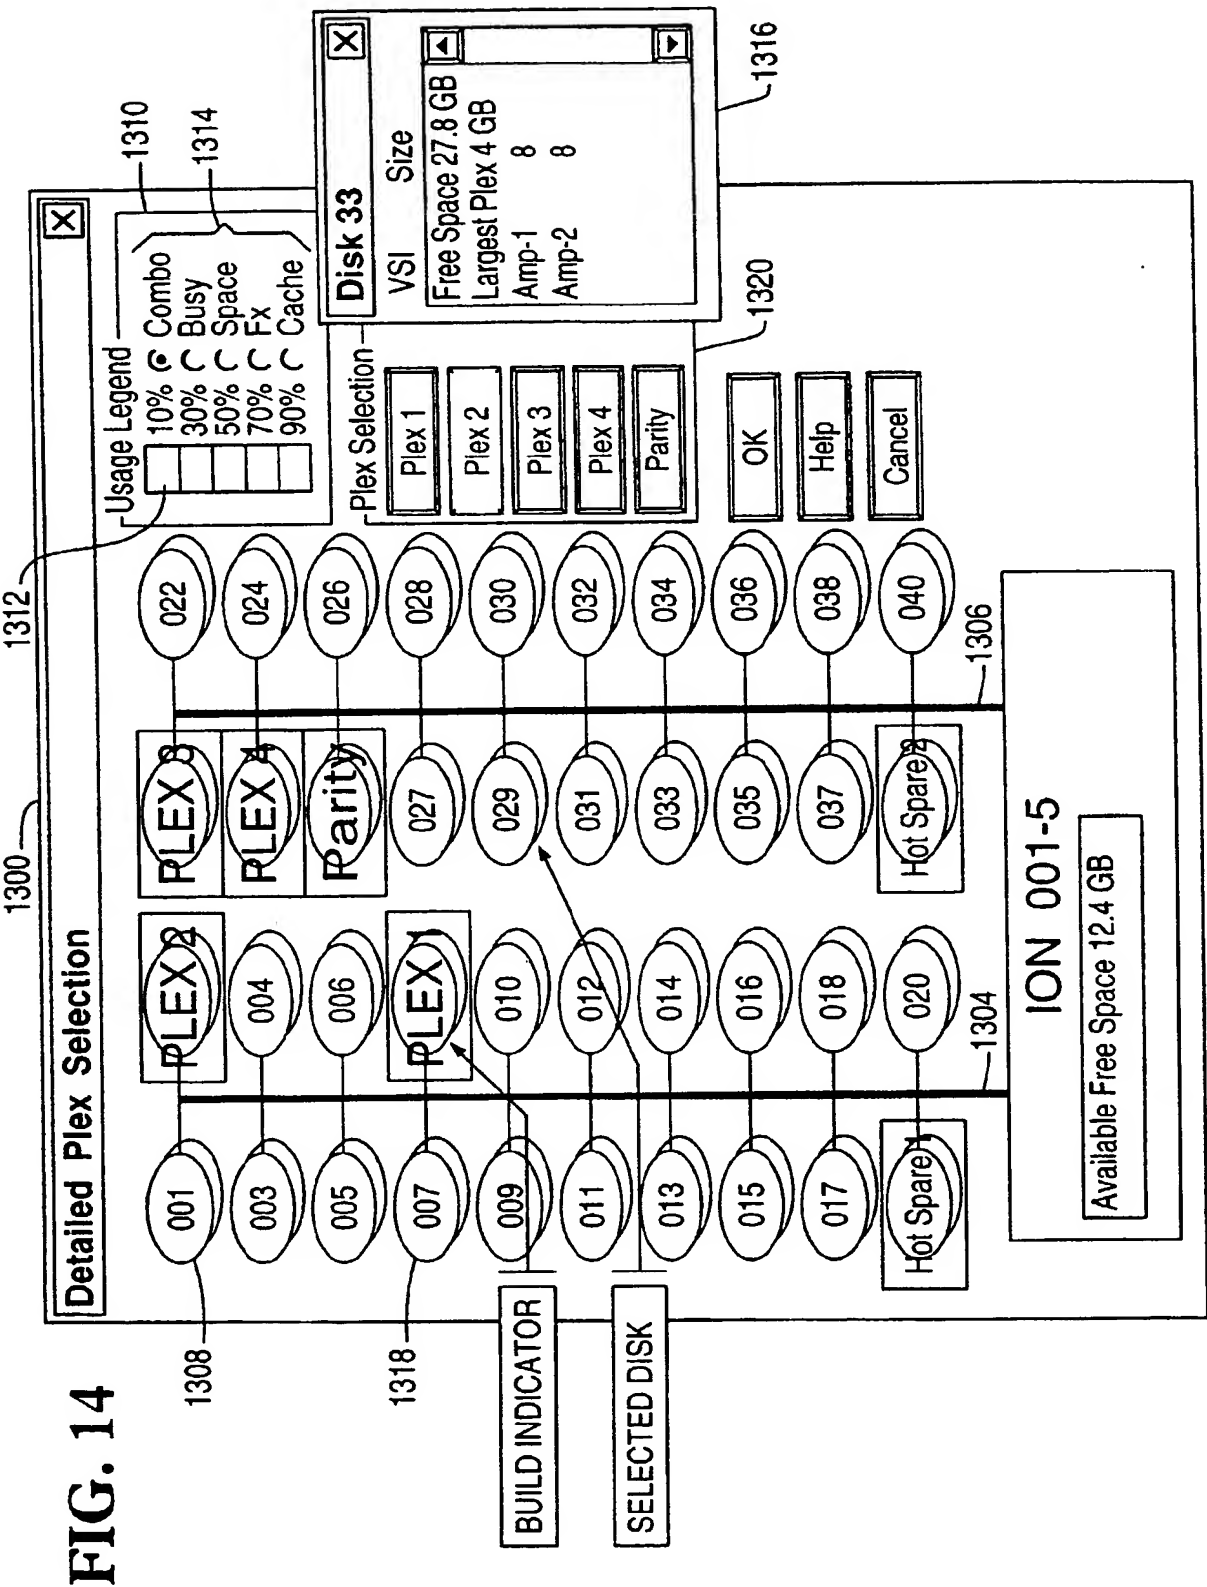 FIG. 14
1300
1312
1310
1314
Detailed Plex Selection
X
Usage Legend
10% Combo
30% Busy
50% Space
70% Fx
90% Cache
Disk 33
X
VSI Size
Free Space 27.8 GB
Largest Plex 4 GB
Amp-1 8
Amp-2 8
1316
Plex Selection
Plex 1
Plex 2
Plex 3
Plex 4
Parity
1320
OK
Help
Cancel
1308
001 PLEX 2 PLEX 3 022
003 004 PLEX 4 024
005 006 Parity 026
1318
007 PLEX 1 027 028
009 010 029 030
011 012 031 032
013 014 033 034
015 016 035 036
017 018 037 038
Hot Spare 1 020 Hot Spare 2 040
BUILD INDICATOR
SELECTED DISK
1304
1306
ION 001-5
Available Free Space 12.4 GB